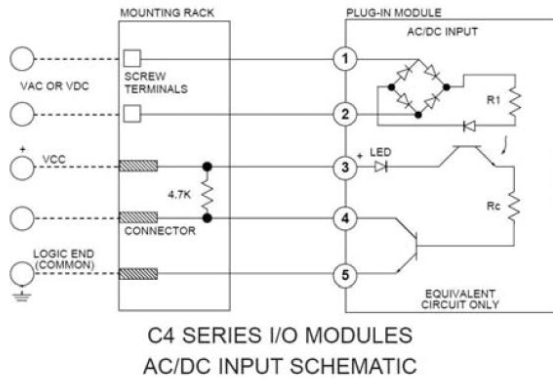 MOUNTING RACK
PLUG-IN MODULE
AC/DC INPUT
1
VAC OR VDC
SCREW
TERMINALS
R1
2
+
VCC
+
LED
3
4.7K
Rc
4
CONNECTOR
LOGIC END
(COMMON)
5
EQUIVALENT
CIRCUIT ONLY
C4 SERIES I/O MODULES
AC/DC INPUT SCHEMATIC